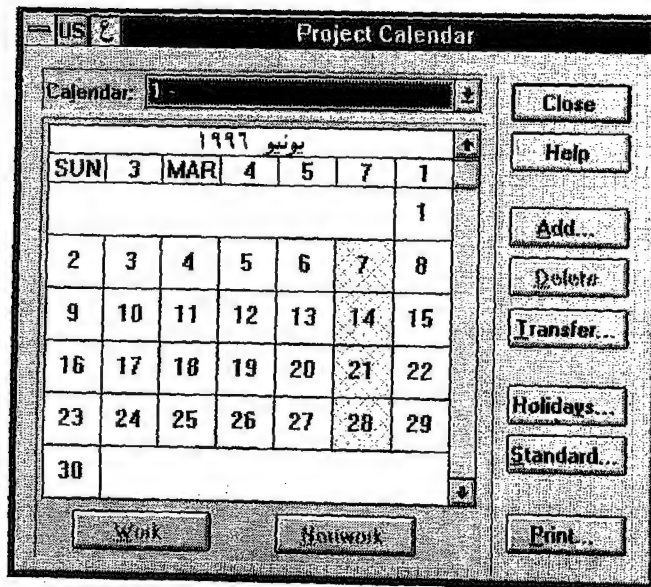 US ع Project Calendar
Calendar: 1 -
Close
Help
Add...
Delete
Transfer...
Holidays...
Standard...
Print...
يونيو ١٩٩٦
SUN 3 MAR 4 5 7 1
1
2 3 4 5 6 7 8
9 10 11 12 13 14 15
16 17 18 19 20 21 22
23 24 25 26 27 28 29
30
Work Nonwork